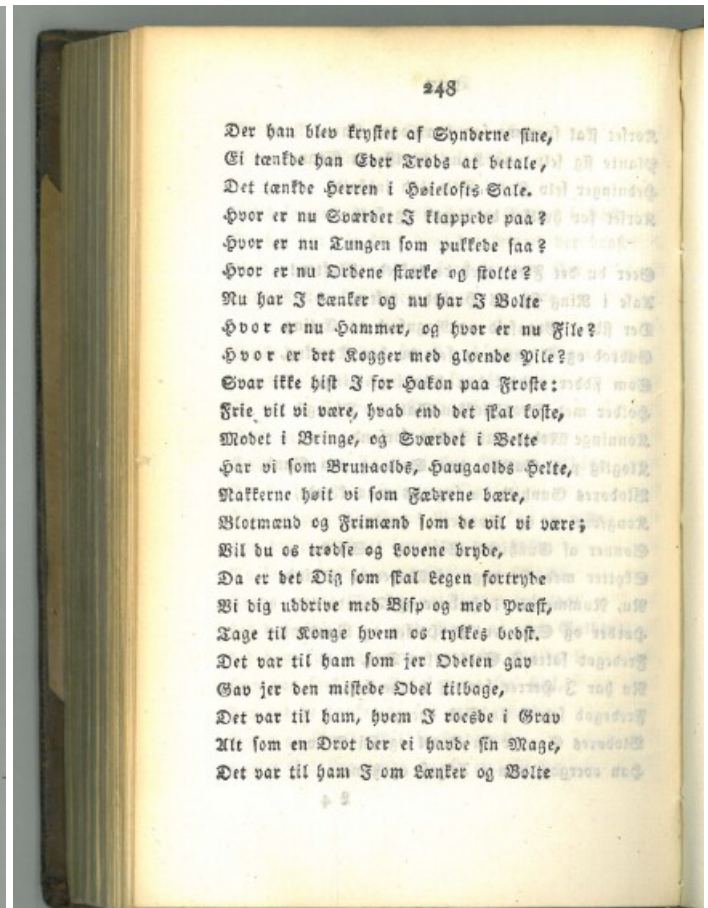 248
Der han blev krystet af Synderne sine,
Ei tænkde han Eder Trods at betale,
Det tænkde Herren i Høielofts Sale.
Hvor er nu Sværdet I klappede paa?
Hvor er nu Tungen som pukkede saa?
Hvor er nu Ordene stærke og stolte?
Nu har I Lænker og nu har I Bolte
Hvor er nu Hammer, og hvor er nu File?
Hvor er det Kogger med gloende Pile?
Svar ikke hist I for Hakon paa Froste:
Frie vil vi være, hvad end det skal koste,
Modet i Bringe, og Sværdet i Belte
Har vi som Brunaolds, Haugaolds Helte,
Nakkerne høit vi som Fædrene bære,
Blotmænd og Frimænd som de vil vi være;
Vil du os trødse og Lovene bryde,
Da er det Dig som skal Legen fortryde
Vi dig uddrive med Bisp og med Præst,
Tage til Konge hvem os tykkes bedst.
Det var til ham som jer Odelen gav
Gav jer den mistede Odel tilbage,
Det var til ham, hvem I roesde i Grav
Alt som en Drot der ei havde sin Mage,
Det var til ham I om Lænker og Bolte